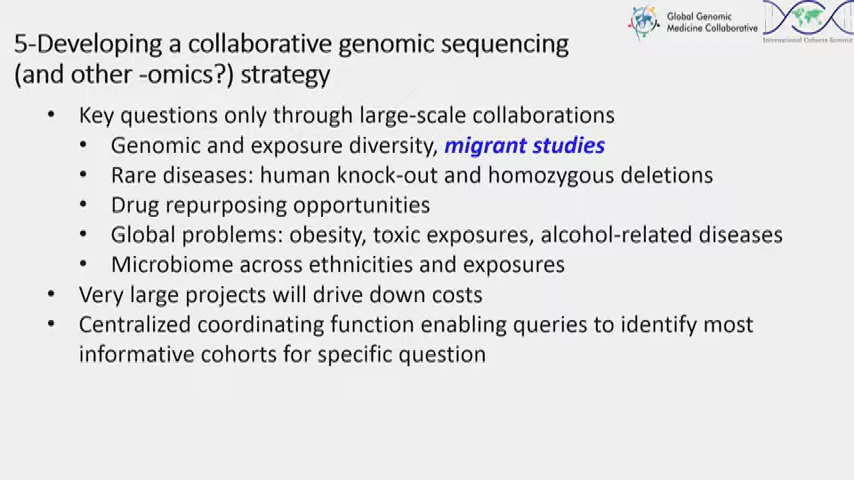 Global Genomic
Medicine Collaborative
International Cohorts Summit
5-Developing a collaborative genomic sequencing
(and other -omics?) strategy
• Key questions only through large-scale collaborations
• Genomic and exposure diversity, migrant studies
• Rare diseases: human knock-out and homozygous deletions
• Drug repurposing opportunities
• Global problems: obesity, toxic exposures, alcohol-related diseases
• Microbiome across ethnicities and exposures
• Very large projects will drive down costs
• Centralized coordinating function enabling queries to identify most
informative cohorts for specific question